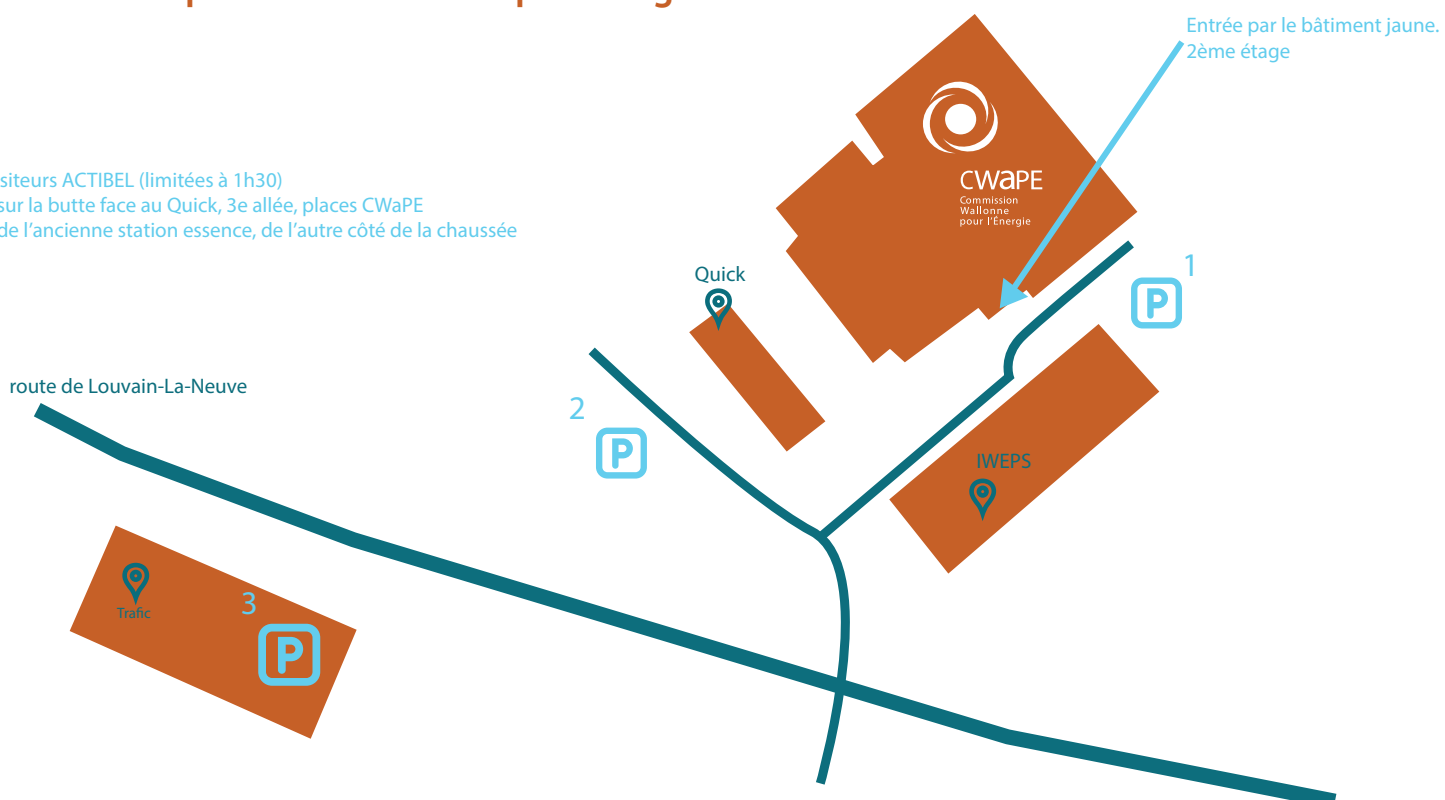 Entrée par le bâtiment jaune.
2ème étage
siteurs ACTIBEL (limitées à 1h30)
sur la butte face au Quick, 3e allée, places CWaPE
de l'ancienne station essence, de l'autre côté de la chaussée
CWaPE
Commission
Wallonne
pour l'Énergie
1
P
Quick
route de Louvain-La-Neuve
2
P
IWEPS
Trafic
3
P